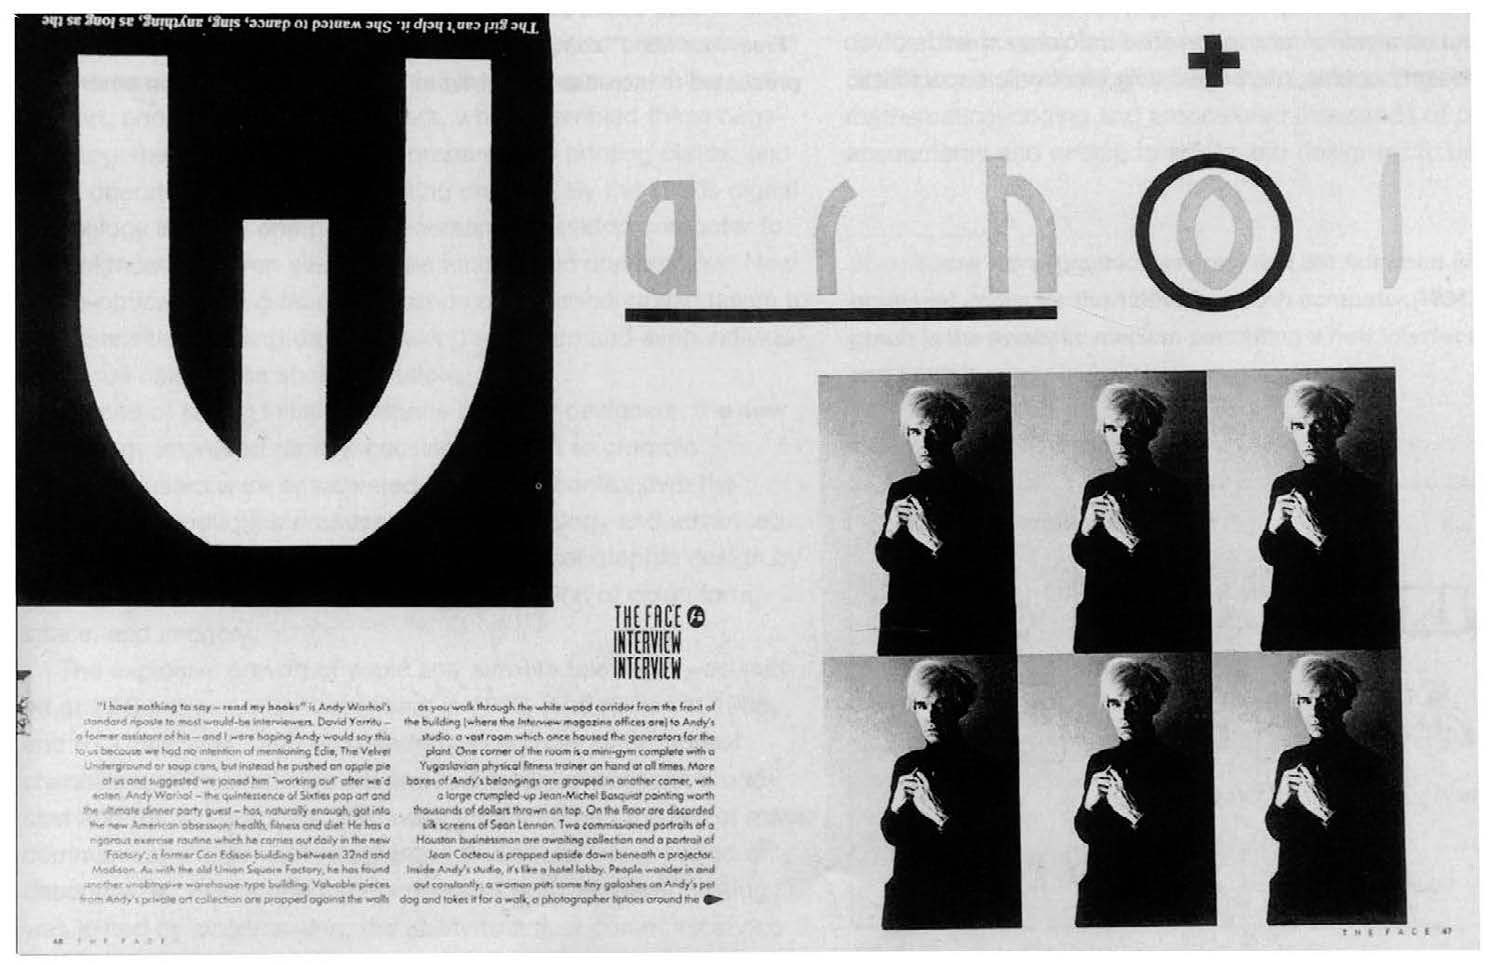 The girl can't help it. She wanted to dance, sing, anything, as long as the
W
arhol
THE FACE
INTERVIEW
INTERVIEW
"I have nothing to say – read my books" is Andy Warhol's
standard riposte to most would-be interviewers. David Yarritu –
a former assistant of his – and I were hoping Andy would say this
to us because we had no intention of mentioning Edie, The Velvet
Underground or soup cans, but instead he pushed an apple pie
at us and suggested we joined him "working out" after we'd
eaten. Andy Warhol – the quintessence of Sixties pop art and
the ultimate dinner party guest – has, naturally enough, got into
the new American obsession: health, fitness and diet. He has a
rigorous exercise routine which he carries out daily in the new
'Factory', a former Con Edison building between 32nd and
Madison. As with the old Union Square Factory, he has found
another unobtrusive warehouse-type building. Valuable pieces
from Andy's private art collection are propped against the walls
as you walk through the white wood corridor from the front of
the building (where the Interview magazine offices are) to Andy's
studio, a vast room which once housed the generators for the
plant. One corner of the room is a mini-gym complete with a
Yugoslavian physical fitness trainer on hand at all times. More
boxes of Andy's belongings are grouped in another corner, with
a large crumpled-up Jean-Michel Basquiat painting worth
thousands of dollars thrown on top. On the floor are discarded
silk screens of Sean Lennon. Two commissioned portraits of a
Houston businessman are awaiting collection and a portrait of
Jean Cocteau is propped upside down beneath a projector.
Inside Andy's studio, it's like a hotel lobby. People wander in and
out constantly: a woman puts some tiny galoshes on Andy's pet
dog and takes it for a walk, a photographer tiptoes around the
THE FACE
THE FACE 47